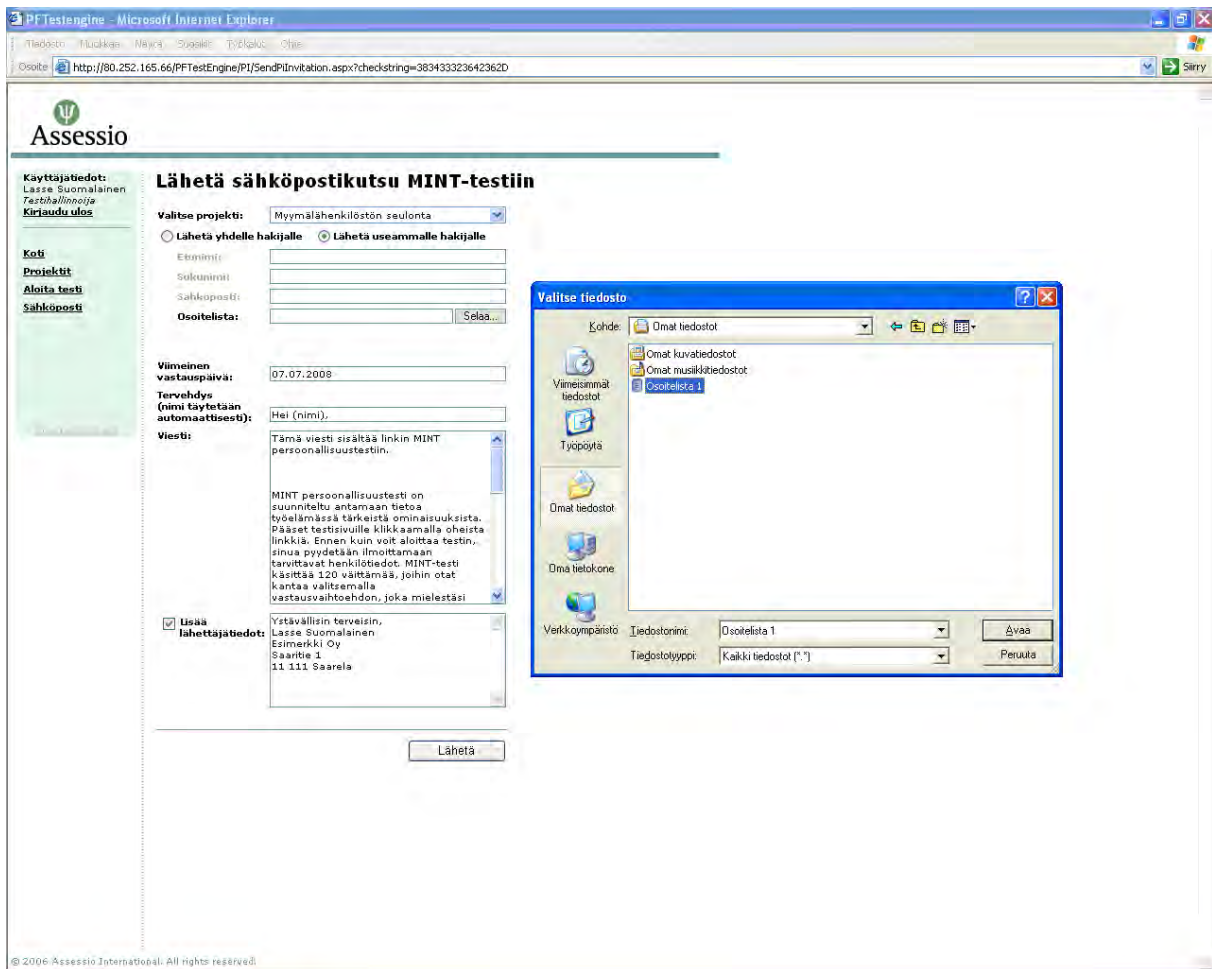 PFTestengine - Microsoft Internet Explorer
Tiedosto Muokkaa Näytä Suosikit Työkalut Ohje
Osoite http://80.252.165.66/PFTestEngine/PI/SendPiInvitation.aspx?checkstring=383433323642362D Siirry
Assessio
Käyttäjätiedot:
Lasse Suomalainen
Testihallinnoija
Kirjaudu ulos
Koti
Projektit
Aloita testi
Sähköposti
Lähetä sähköpostikutsu MINT-testiin
Valitse projekti: Myymälähenkilöstön seulonta
Lähetä yhdelle hakijalle Lähetä useammalle hakijalle
Etunimi:
Sukunimi:
Sähköposti:
Osoitelista: Selaa...
Viimeinen
vastauspäivä: 07.07.2008
Tervehdys
(nimi täytetään
automaattisesti): Hei (nimi),
Viesti:
Tämä viesti sisältää linkin MINT
persoonallisuustestiin.
MINT persoonallisuustesti on
suunniteltu antamaan tietoa
työelämässä tärkeistä ominaisuuksista.
Pääset testisivuille klikkaamalla oheista
linkkiä. Ennen kuin voit aloittaa testin,
sinua pyydetään ilmoittamaan
tarvittavat henkilötiedot. MINT-testi
käsittää 120 väittämää, joihin otat
kantaa valitsemalla
vastausvaihtoehdon, joka mielestäsi
Lisää
lähettäjätiedot:
Ystävällisin terveisin,
Lasse Suomalainen
Esimerkki Oy
Saaritie 1
11 111 Saarela
Lähetä
Valitse tiedosto
Kohde: Omat tiedostot
Viimeisimmät
tiedostot
Työpöytä
Omat tiedostot
Oma tietokone
Verkkoympäristö
Omat kuvatiedostot
Omat musiikkitiedostot
Osoitelista 1
Tiedostonimi: Osoitelista 1 Avaa
Tiedostotyyppi: Kaikki tiedostot (*.*) Peruuta
© 2006 Assessio International. All rights reserved.